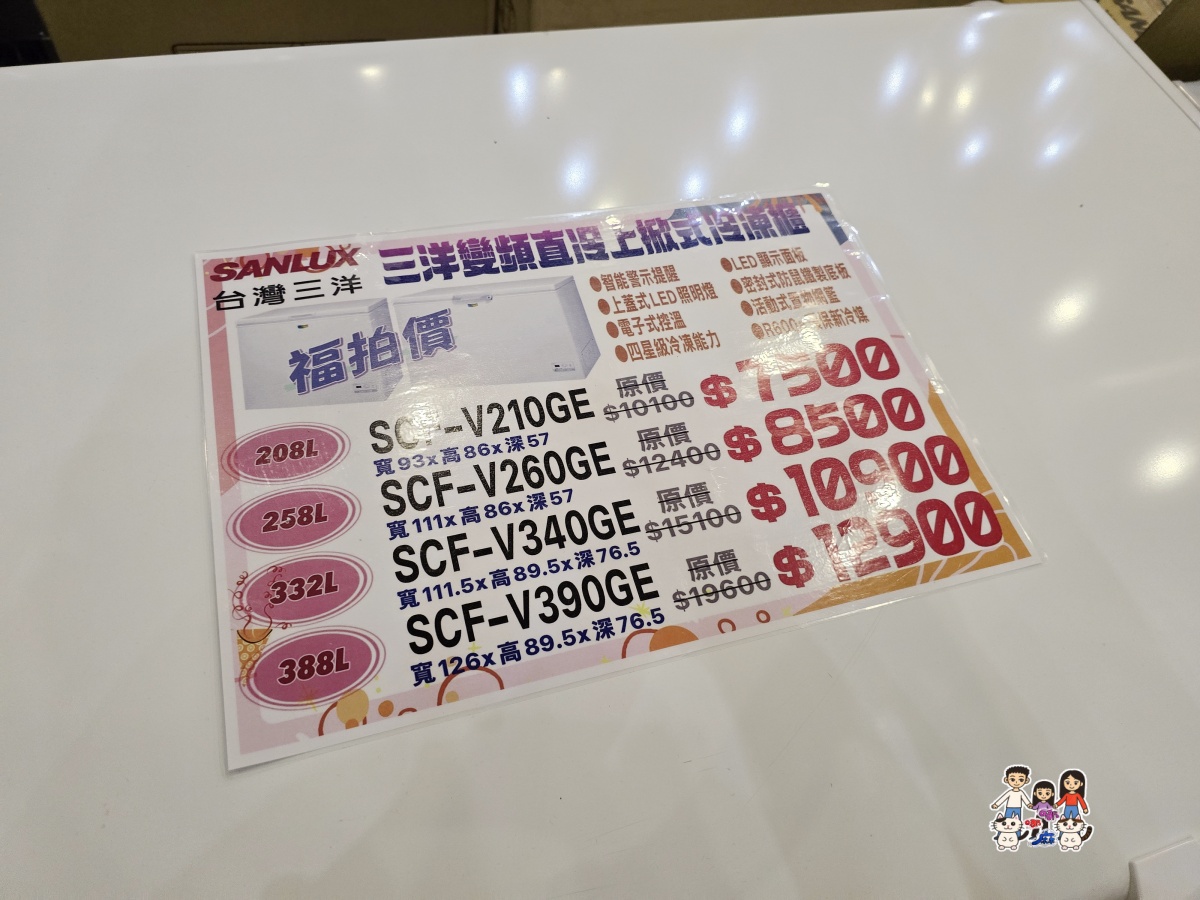 SANLUX
台灣三洋
三洋變頻直冷上掀式冷凍櫃
福拍價
●智能警示提醒
●上蓋式LED照明燈
●電子式控溫
●四星級冷凍能力
●LED顯示面板
●密封式防鼠鐵製底板
●活動式置物網籃
208L
SCF-V210GE
寬93x高86x深57
原價
$10100
$7500
258L
SCF-V260GE
寬111x高86x深57
原價
$12400
$8500
332L
SCF-V340GE
寬111.5x高89.5x深76.5
原價
$15100
$10900
388L
SCF-V390GE
寬126x高89.5x深76.5
原價
$19600
$12900